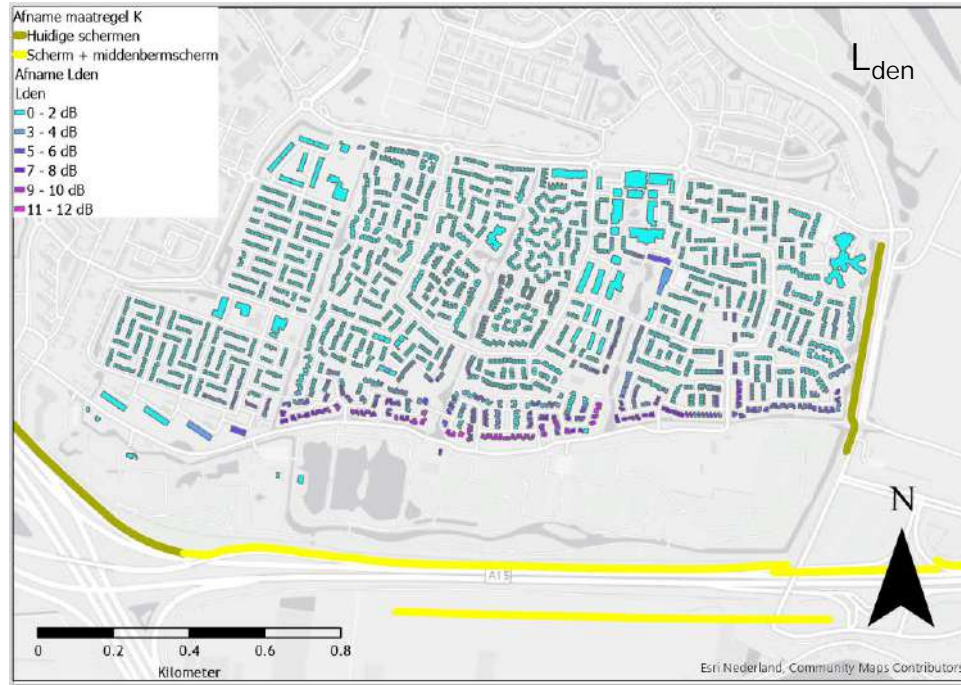 Afname maatregel K
Huidige schermen
Scherm + middenbermscherm
Afname Lden
Lden
0 - 2 dB
3 - 4 dB
5 - 6 dB
7 - 8 dB
9 - 10 dB
11 - 12 dB
Lden
N
A15
0 0.2 0.4 0.6 0.8
Kilometer
Esri Nederland, Community Maps Contributors